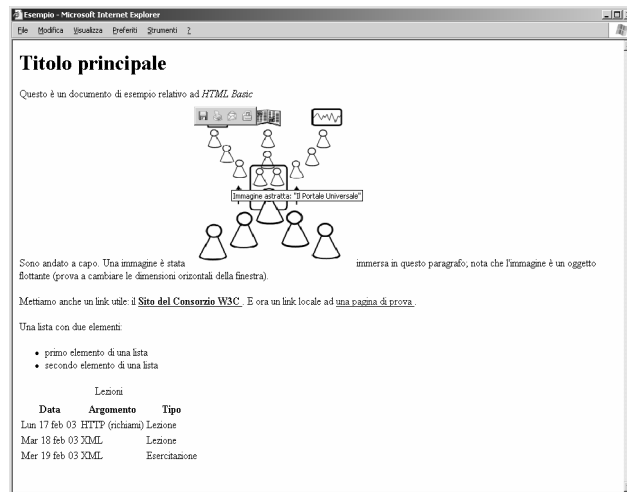 Esempio - Microsoft Internet Explorer
File Modifica Visualizza Preferiti Strumenti ?
Titolo principale
Questo è un documento di esempio relativo ad HTML Basic
Immagine astratta: "Il Portale Universale"
Sono andato a capo. Una immagine è stata immersa in questo paragrafo; nota che l'immagine è un oggetto
flottante (prova a cambiare le dimensioni orizontali della finestra).
Mettiamo anche un link utile: il Sito del Consorzio W3C . E ora un link locale ad una pagina di prova .
Una lista con due elementi:
• primo elemento di una lista
• secondo elemento di una lista
Lezioni
Data Argomento Tipo
Lun 17 feb 03 HTTP (richiami) Lezione
Mar 18 feb 03 XML Lezione
Mer 19 feb 03 XML Esercitazione